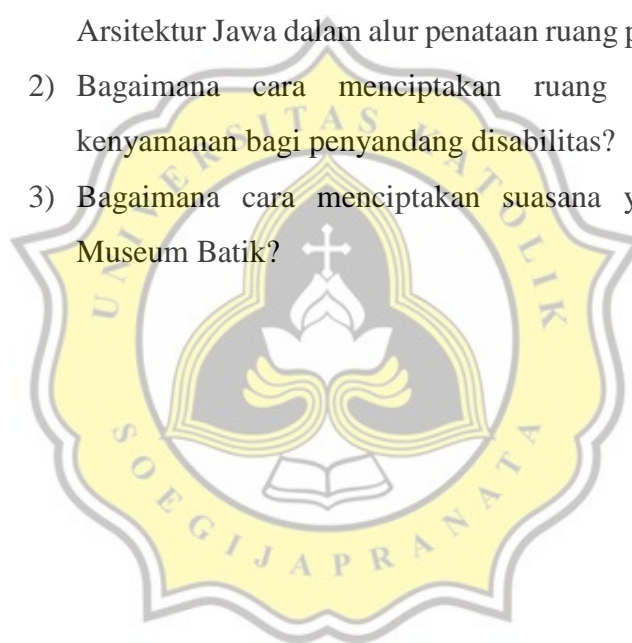 Arsitektur Jawa dalam alur penataan ruang
2) Bagaimana cara menciptakan ruang
kenyamanan bagi penyandang disabilitas?
3) Bagaimana cara menciptakan suasana
Museum Batik?
UNIVERSITAS KATOLIK
SOEGIJAPRANATA